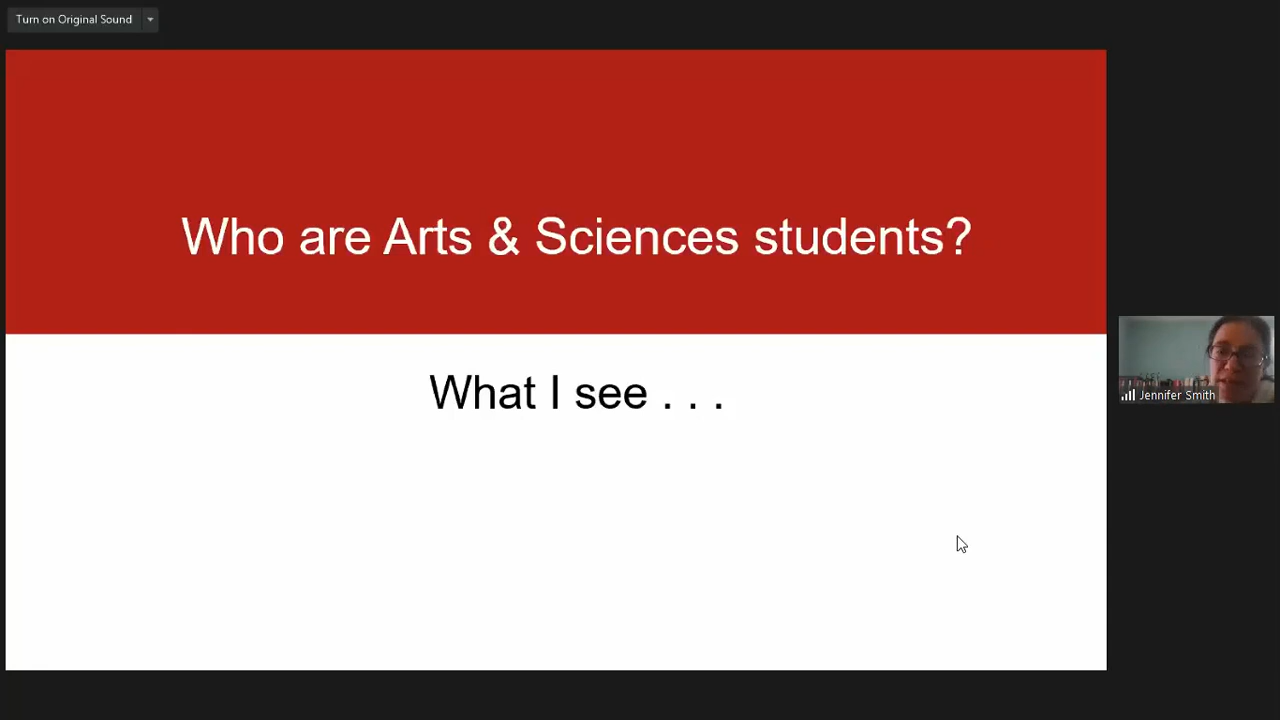 Turn on Original Sound
Who are Arts & Sciences students?
What I see . . .
Jennifer Smith